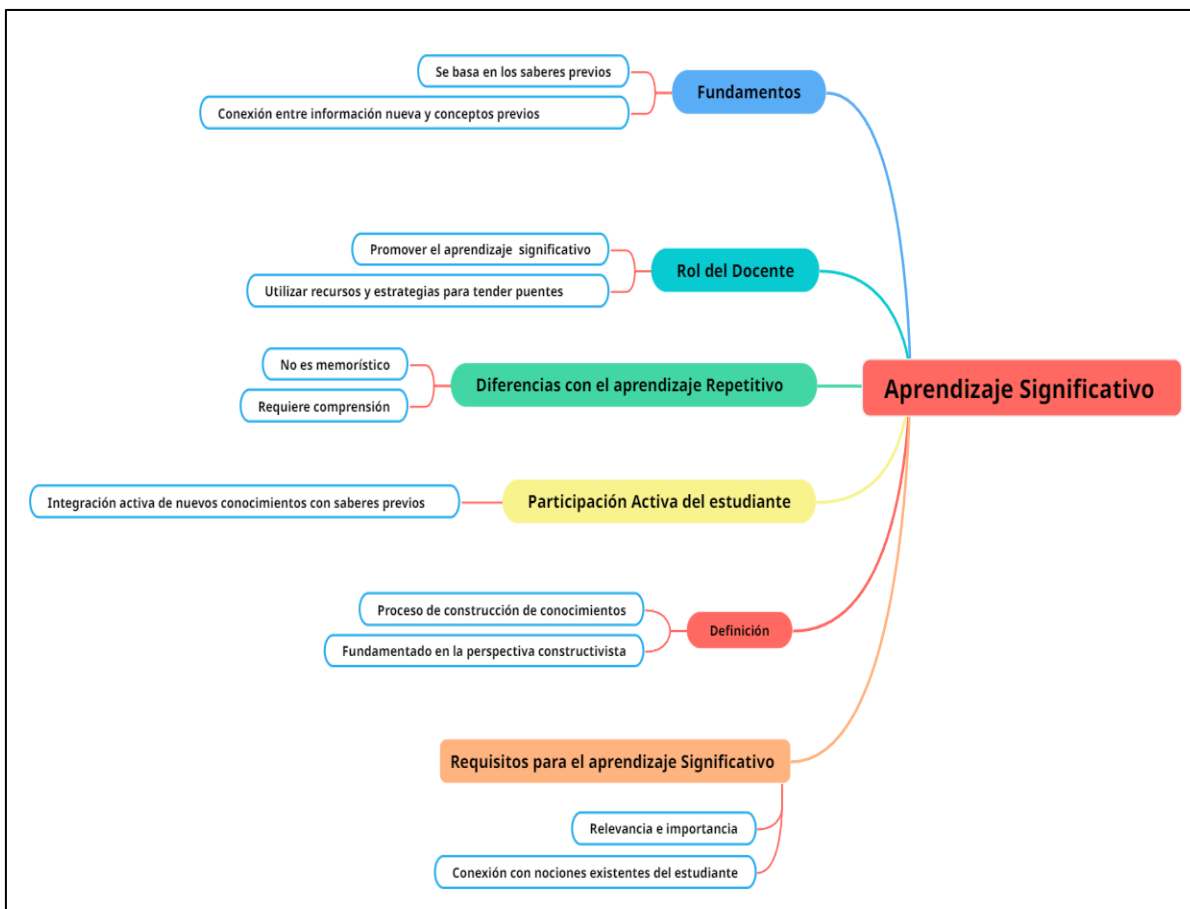 Se basa en los saberes previos
Fundamentos
Conexión entre información nueva y conceptos previos
Promover el aprendizaje significativo
Rol del Docente
Utilizar recursos y estrategias para tender puentes
No es memorístico
Diferencias con el aprendizaje Repetitivo
Aprendizaje Significativo
Requiere comprensión
Integración activa de nuevos conocimientos con saberes previos
Participación Activa del estudiante
Proceso de construcción de conocimientos
Definición
Fundamentado en la perspectiva constructivista
Requisitos para el aprendizaje Significativo
Relevancia e importancia
Conexión con nociones existentes del estudiante